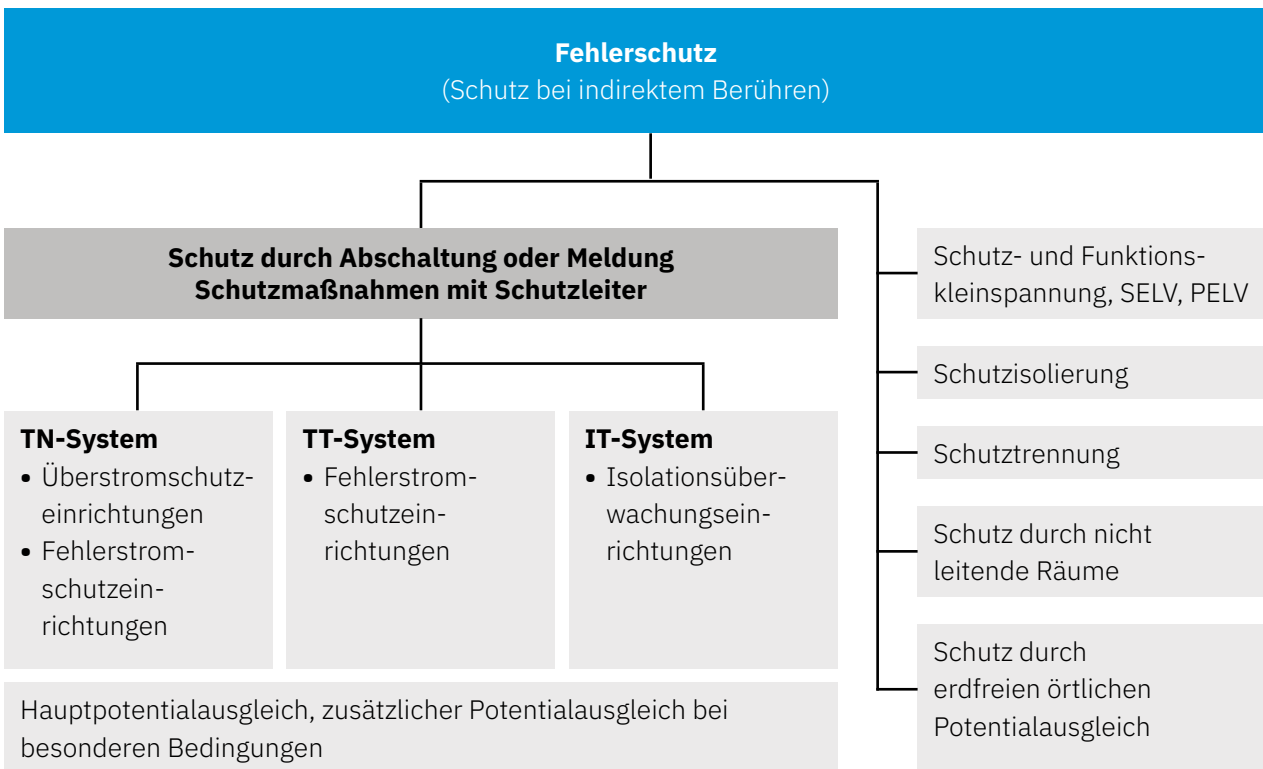 Fehlerschutz
(Schutz bei indirektem Berühren)
Schutz durch Abschaltung oder Meldung
Schutzmaßnahmen mit Schutzleiter
TN-System
• Überstromschutz-
einrichtungen
• Fehlerstrom-
schutzein-
richtungen
TT-System
• Fehlerstrom-
schutzein-
richtungen
IT-System
• Isolationsüber-
wachungsein-
richtungen
Hauptpotentialausgleich, zusätzlicher Potentialausgleich bei
besonderen Bedingungen
Schutz- und Funktions-
kleinspannung, SELV, PELV
Schutzisolierung
Schutztrennung
Schutz durch nicht
leitende Räume
Schutz durch
erdfreien örtlichen
Potentialausgleich